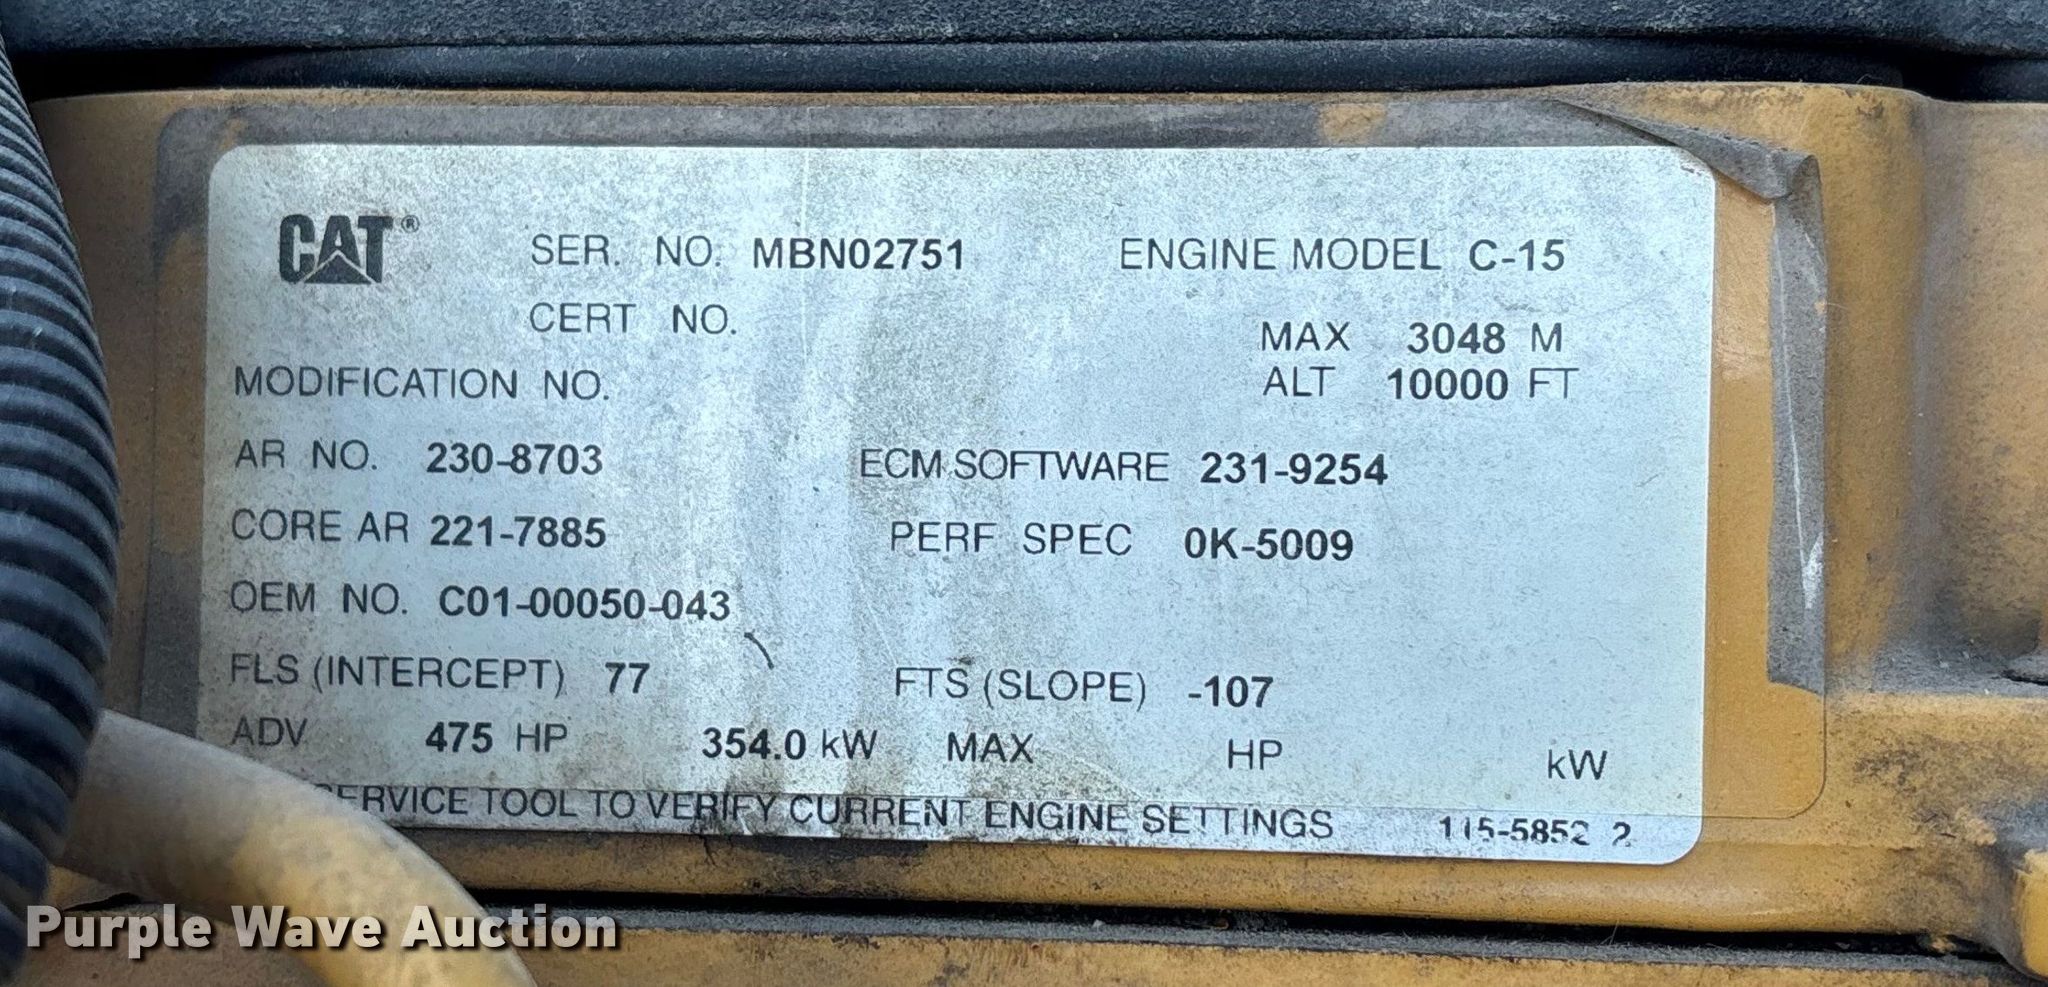 CAT® SER. NO. MBN02751 ENGINE MODEL C-15
CERT NO.
MAX 3048 M
MODIFICATION NO. ALT 10000 FT
AR NO. 230-8703 ECM SOFTWARE 231-9254
CORE AR 221-7885 PERF SPEC 0K-5009
OEM NO. C01-00050-043
FLS (INTERCEPT) 77 FTS (SLOPE) -107
ADV 475 HP 354.0 kW MAX HP kW
SERVICE TOOL TO VERIFY CURRENT ENGINE SETTINGS 115-5852 2
Purple Wave Auction